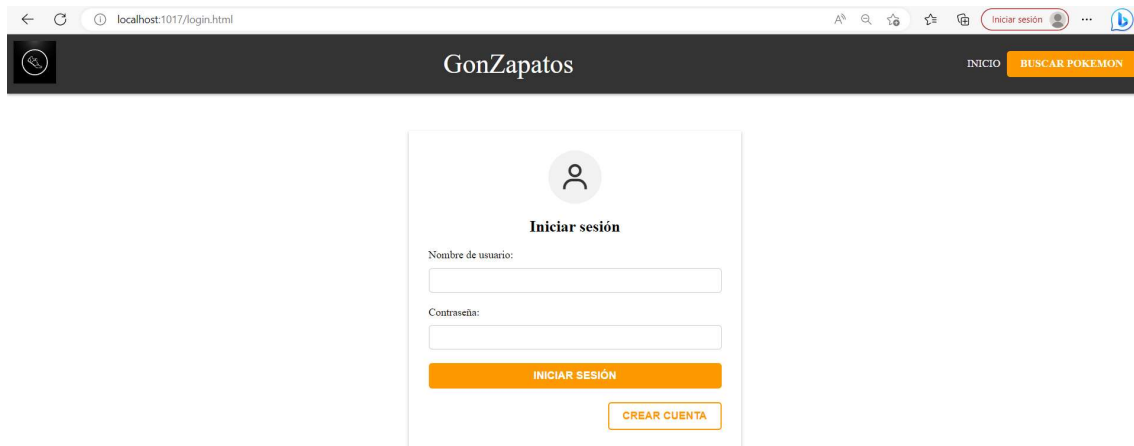 localhost:1017/login.html
Iniciar sesión
GonZapatos
INICIO
BUSCAR POKEMON
Iniciar sesión
Nombre de usuario:
Contraseña:
INICIAR SESIÓN
CREAR CUENTA